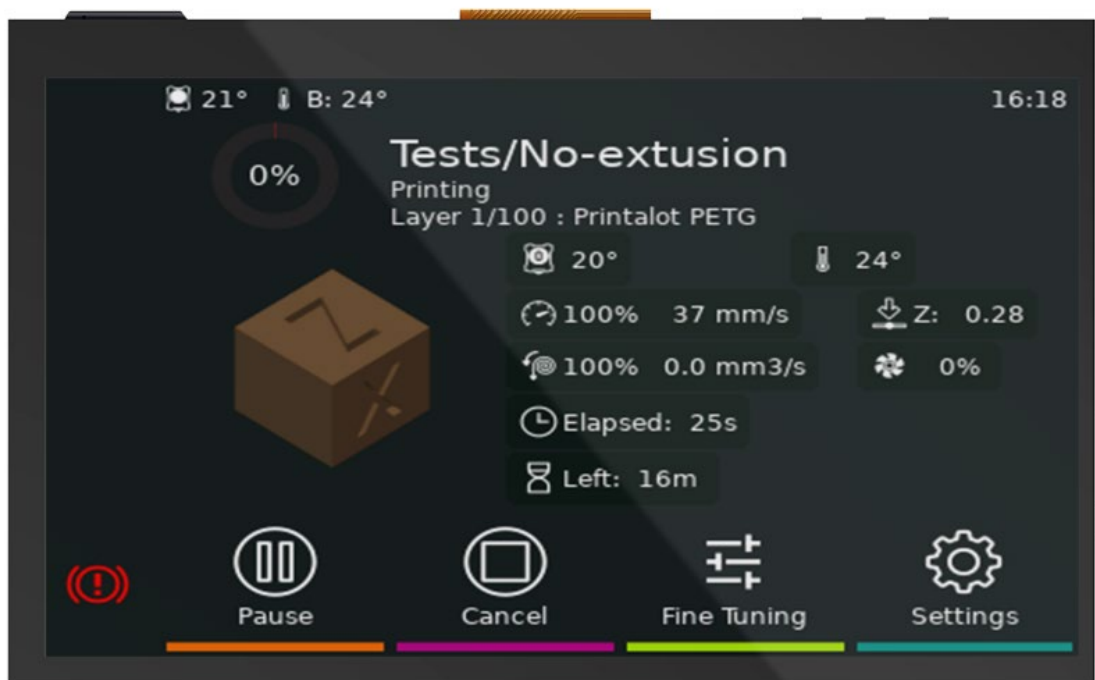 21° B: 24° 16:18
0%
Tests/No-extusion
Printing
Layer 1/100 : Printalot PETG
20° 24°
100% 37 mm/s Z: 0.28
100% 0.0 mm3/s 0%
Elapsed: 25s
Left: 16m
Pause Cancel Fine Tuning Settings